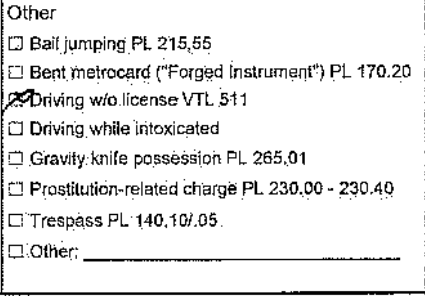 Other
☐ Bail jumping PL 215.55
☐ Bent metrocard ("Forged Instrument") PL 170.20
☒ Driving w/o license VTL 511
☐ Driving while intoxicated
☐ Gravity knife possession PL 265.01
☐ Prostitution-related charge PL 230.00 - 230.40
☐ Trespass PL 140.10/.05
☐ Other: ____________________